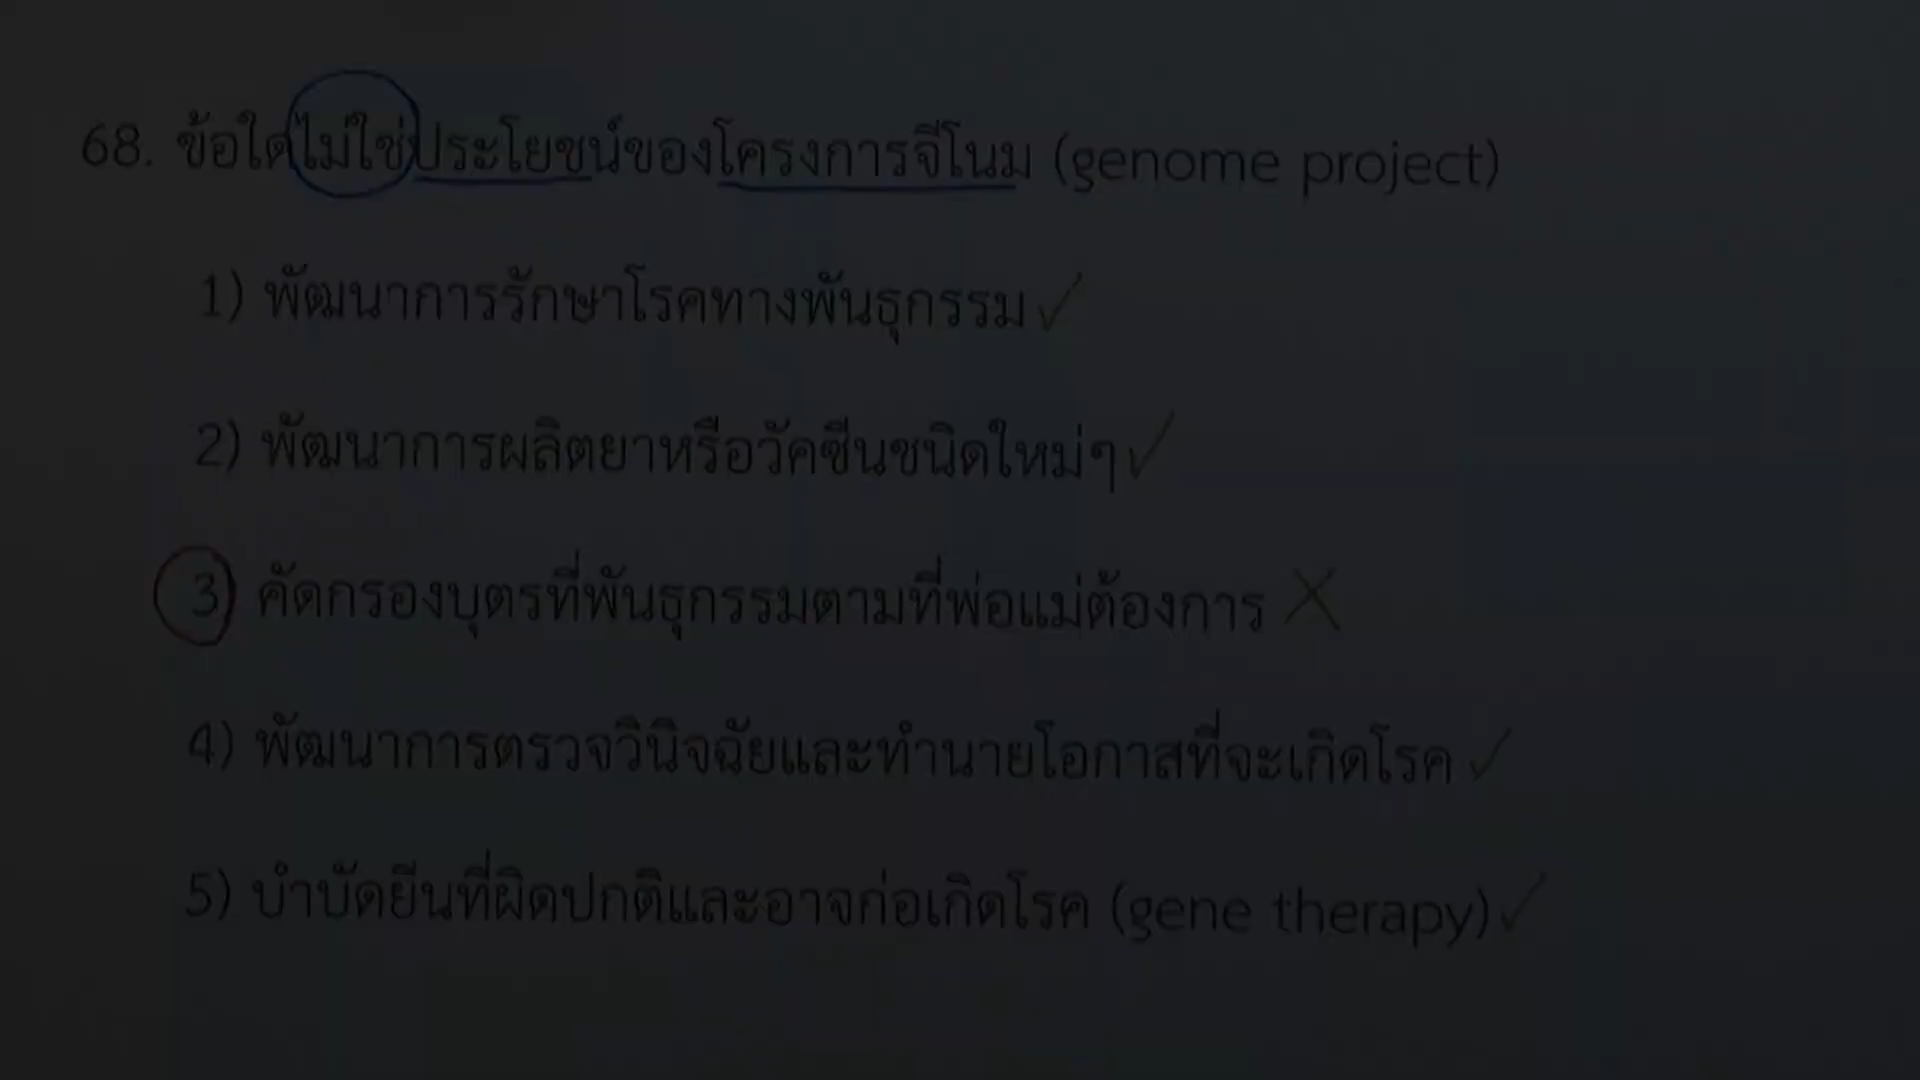 68. ข้อใดไม่ใช่ประโยชน์ของโครงการจีโนม (genome project)
1) พัฒนาการรักษาโรคทางพันธุกรรม
2) พัฒนาการผลิตยาหรือวัคซีนชนิดใหม่ๆ
3) คัดกรองบุตรที่พันธุกรรมตามที่พ่อแม่ต้องการ
4) พัฒนาการตรวจวินิจฉัยและทำนายโอกาสที่จะเกิดโรค
5) บำบัดยีนที่ผิดปกติและอาจก่อเกิดโรค (gene therapy)